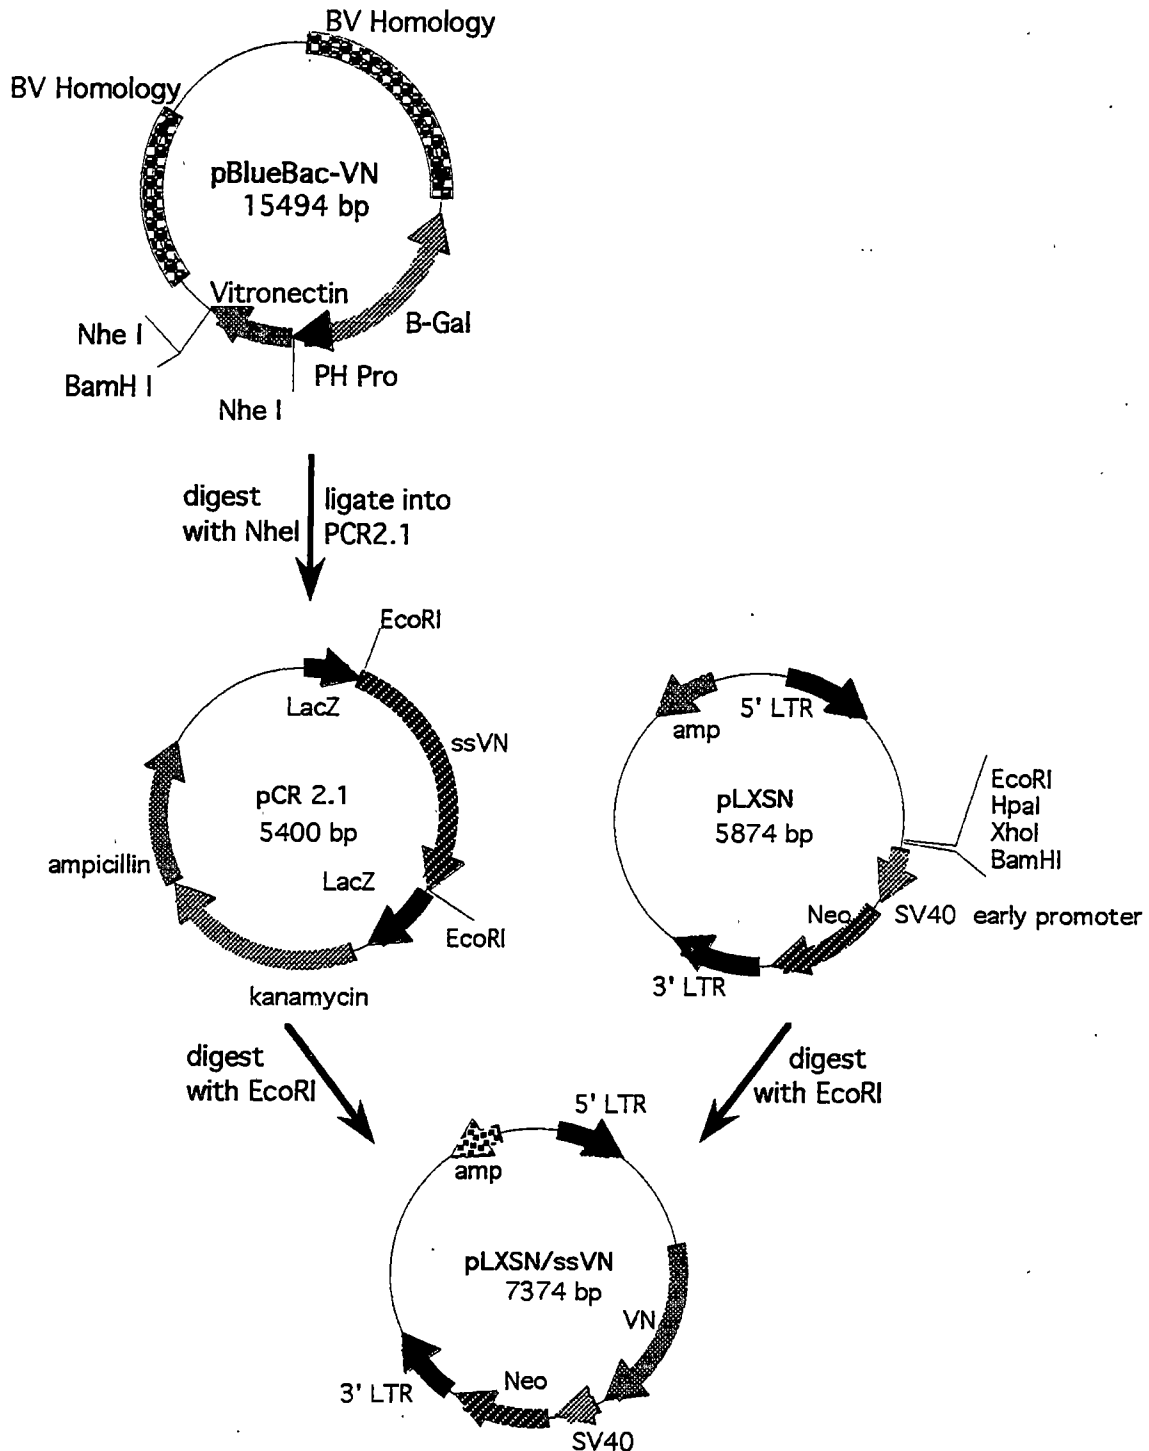 BV Homology
BV Homology
pBlueBac-VN
15494 bp
Vitronectin
B-Gal
Nhe I
BamH I
PH Pro
Nhe I
digest
with NheI
ligate into
PCR2.1
EcoRI
LacZ
ssVN
pCR 2.1
5400 bp
ampicillin
LacZ
EcoRI
kanamycin
5' LTR
amp
pLXSN
5874 bp
EcoRI
HpaI
XhoI
BamHI
Neo
SV40 early promoter
3' LTR
digest
with EcoRI
digest
with EcoRI
5' LTR
amp
pLXSN/ssVN
7374 bp
VN
Neo
3' LTR
SV40